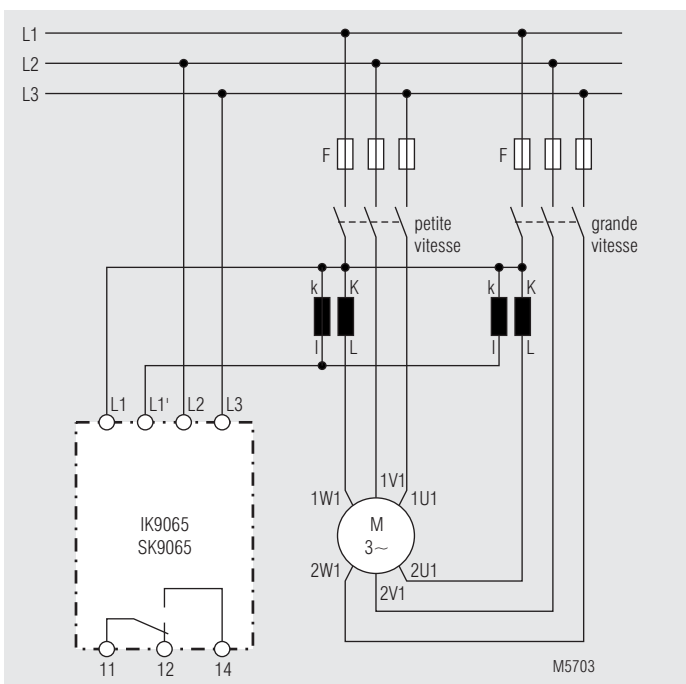 L1
L2
L3
F
F
petite
vitesse
grande
vitesse
k
K
k
K
l
L
l
L
L1
L1'
L2
L3
1V1
1W1
1U1
IK9065
SK9065
M
3~
2W1
2U1
2V1
11
12
14
M5703